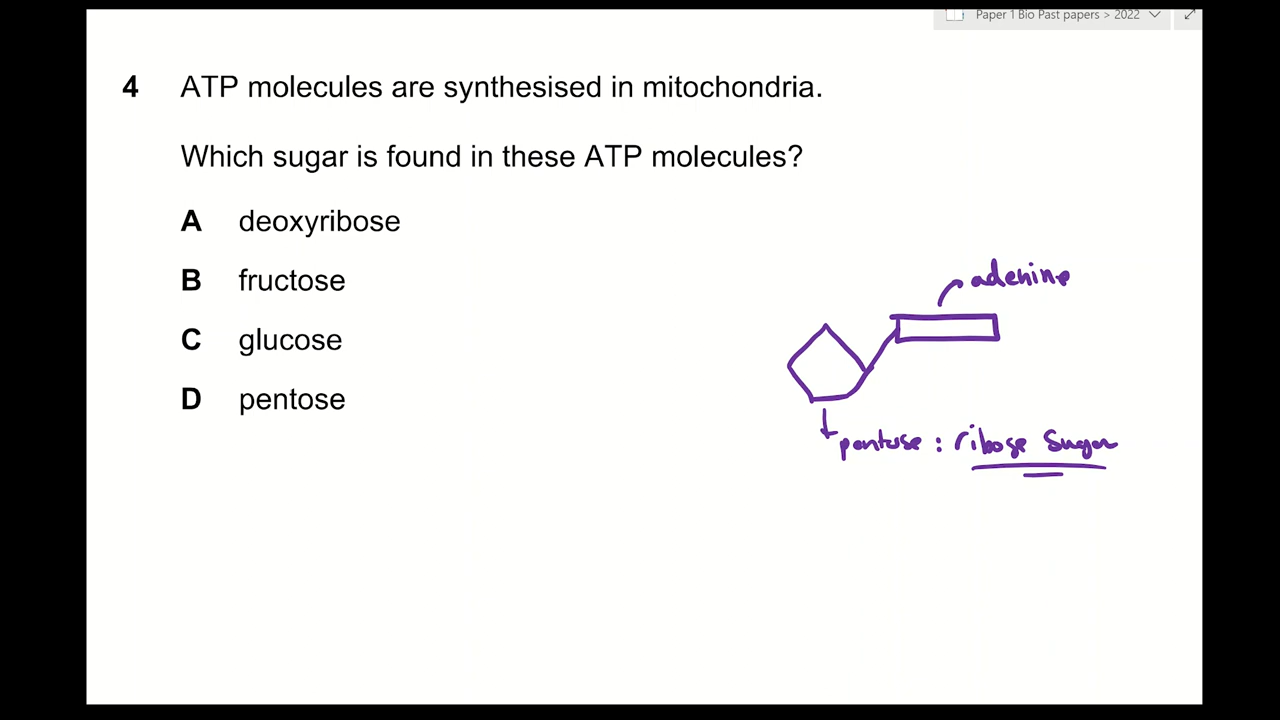 Paper 1 Bio Past papers > 2022
4 ATP molecules are synthesised in mitochondria.
Which sugar is found in these ATP molecules?
A deoxyribose
B fructose
C glucose
D pentose
adenine
pentose : ribose sugar